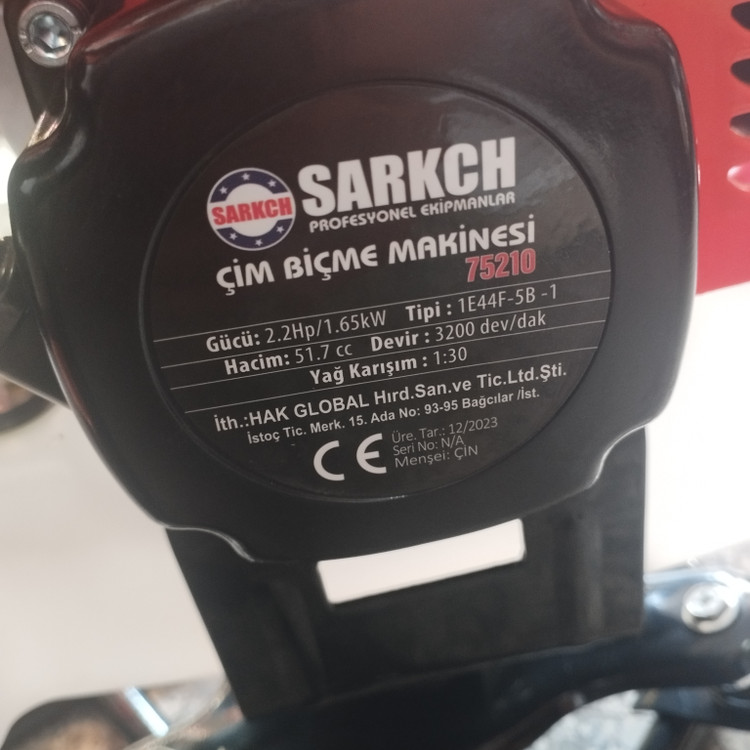 SARKCH
SARKCH
PROFESYONEL EKİPMANLAR
ÇİM BİÇME MAKİNESİ
75210
Gücü: 2.2Hp/1.65kW Tipi : 1E44F-5B -1
Hacim: 51.7 cc Devir : 3200 dev/dak
Yağ Karışım : 1:30
İth.:HAK GLOBAL Hırd.San.ve Tic.Ltd.Şti.
İstoç Tic. Merk. 15. Ada No: 93-95 Bağcılar /İst.
CE
Üre. Tar.: 12/2023
Seri No: N/A
Menşei: ÇİN